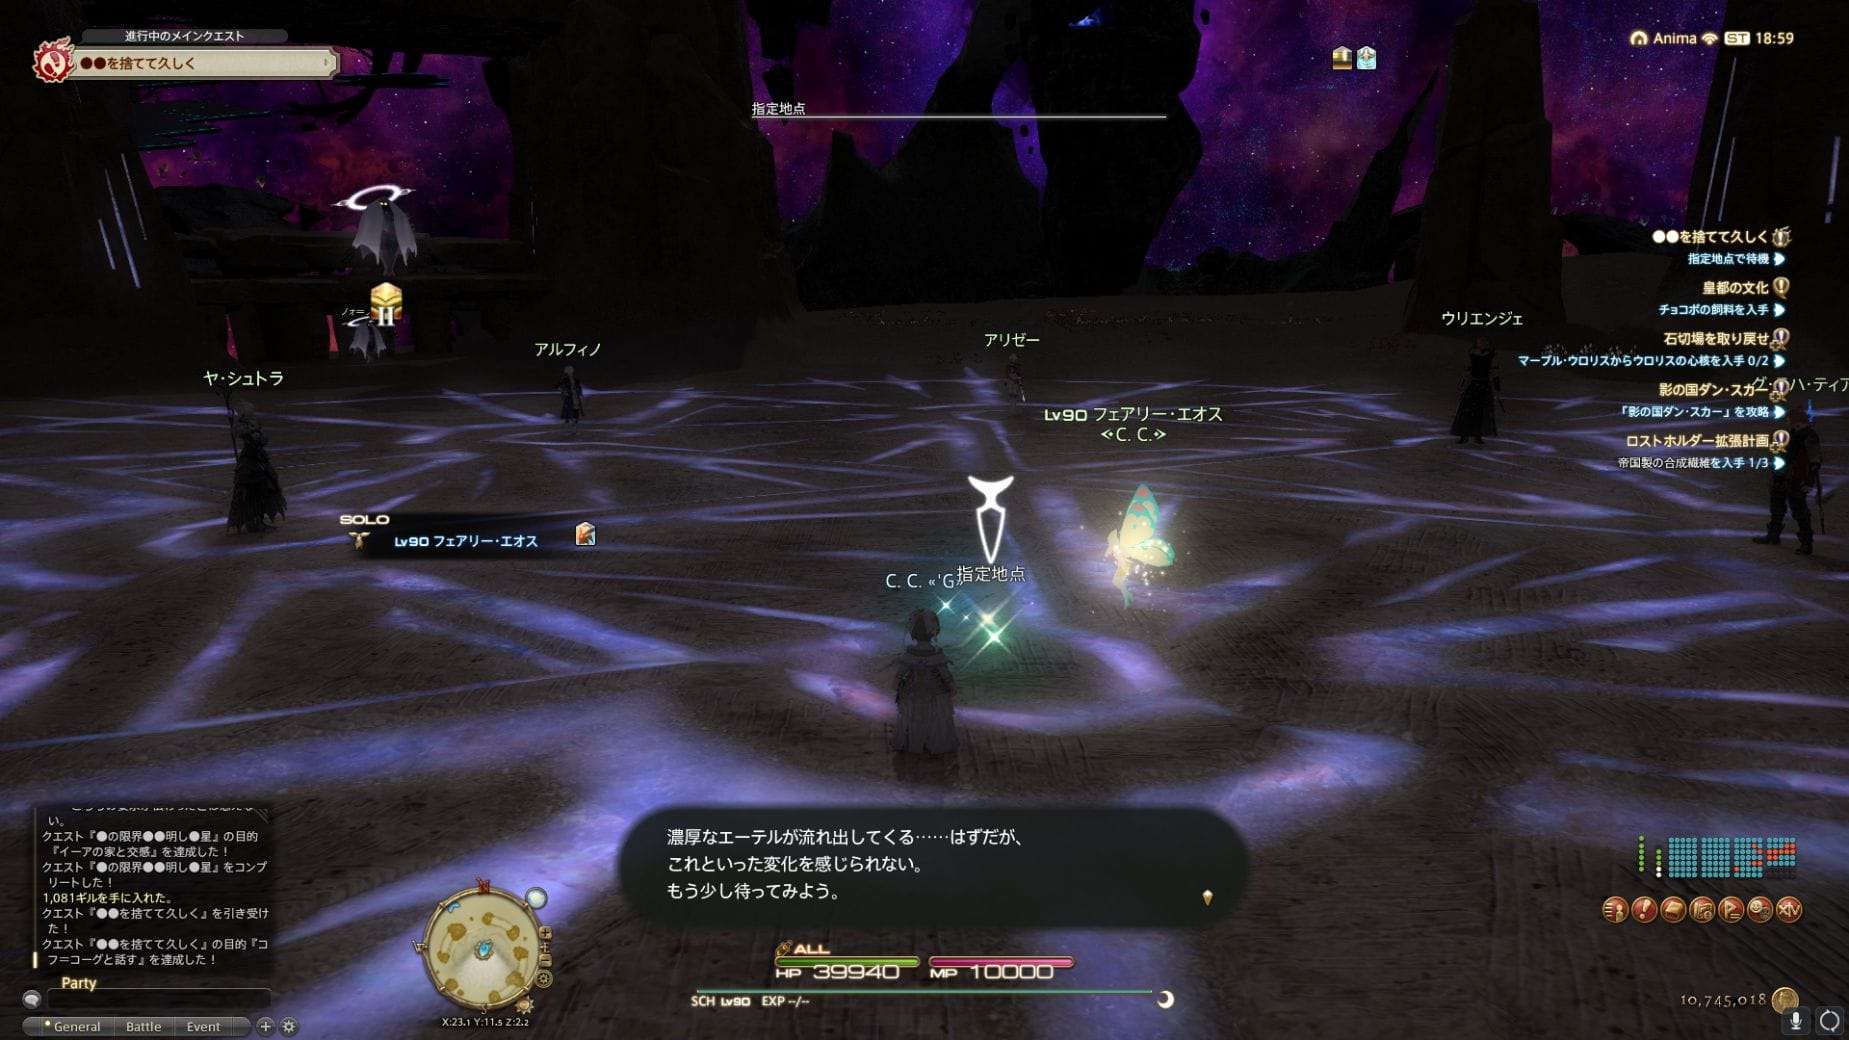 進行中のメインクエスト
●●を捨てて久しく
指定地点
Anima ST 18:59
●●を捨てて久しく
指定地点で待機
皇都の文化
チョコボの飼料を入手
石切場を取り戻せ
マーブル・ウロリスからウロリスの心核を入手 0/2
影の国ダン・スカー
『影の国ダン・スカー』を攻略
ロストホルダー拡張計画
帝国製の合成繊維を入手 1/3
ハ・ティア
ウリエンジェ
アリゼー
アルフィノ
ヤ・シュトラ
Lv90 フェアリー・エオス
C. C.
SOLO
Lv90 フェアリー・エオス
C. C. «'G
指定地点
濃厚なエーテルが流れ出してくる……はずだが、
これといった変化を感じられない。
もう少し待ってみよう。
い。
クエスト『●の限界●●明し●星』の目的
『イーアの家と交感』を達成した！
クエスト『●の限界●●明し●星』をコンプ
リートした！
1,081ギルを手に入れた。
クエスト『●●を捨てて久しく』を引き受け
た！
クエスト『●●を捨てて久しく』の目的『コ
フ＝コーグと話す』を達成した！
Party
General Battle Event
X:23.1 Y:11.5 Z:2.2
ALL
HP 39940 MP 10000
SCH Lv90 EXP --/--
10,745,018